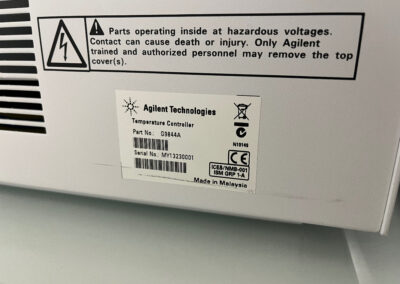 Parts operating inside at hazardous voltages.
Contact can cause death or injury. Only Agilent
trained and authorized personnel may remove the top
cover(s).
Agilent Technologies
Temperature Controller
Part No. G9844A
Serial No. MY13230001
N10149
CE
ICES/NMB-001
ISM GRP 1-A
Made in Malaysia